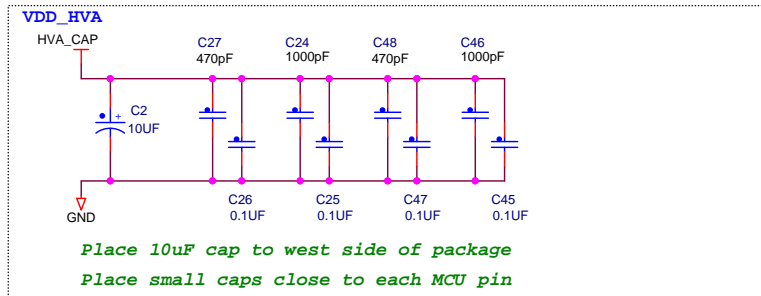 VDD_HVA
HVA_CAP
C27 C24 C48 C46
470pF 1000pF 470pF 1000pF
C2
+
10UF
C26 C25 C47 C45
0.1UF 0.1UF 0.1UF 0.1UF
GND
Place 10uF cap to west side of package
Place small caps close to each MCU pin